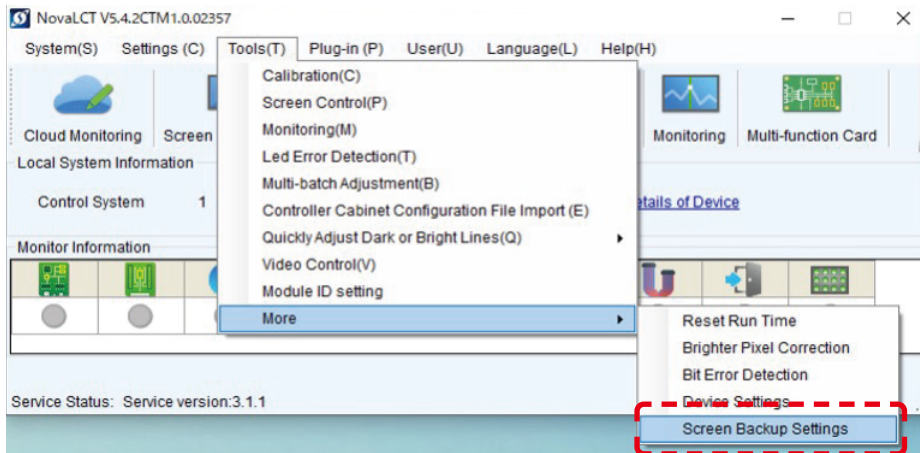 NovaLCT V5.4.2CTM1.0.02357
System(S) Settings (C) Tools(T) Plug-in (P) User(U) Language(L) Help(H)
Calibration(C)
Screen Control(P)
Monitoring(M)
Led Error Detection(T)
Multi-batch Adjustment(B)
Controller Cabinet Configuration File Import (E)
Quickly Adjust Dark or Bright Lines(Q)
Video Control(V)
Module ID setting
More
Cloud Monitoring Screen Monitoring Multi-function Card
Local System Information
Control System 1 etails of Device
Monitor Information
Reset Run Time
Brighter Pixel Correction
Bit Error Detection
Device Settings
Screen Backup Settings
Service Status: Service version:3.1.1